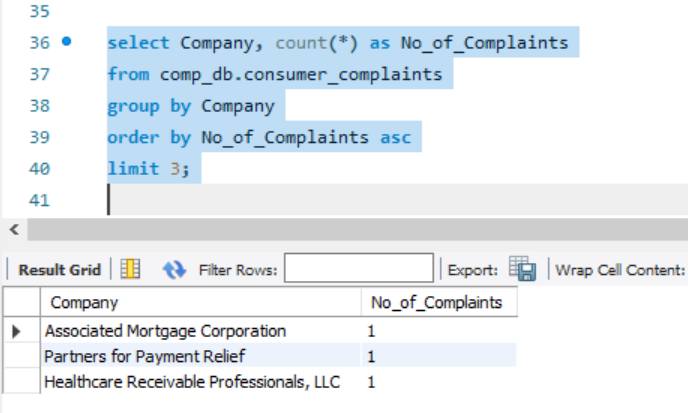 35
36 select Company, count(*) as No_of_Complaints
37 from comp_db.consumer_complaints
38 group by Company
39 order by No_of_Complaints asc
40 limit 3;
41
Result Grid Filter Rows: Export: Wrap Cell Content:
Company No_of_Complaints
Associated Mortgage Corporation 1
Partners for Payment Relief 1
Healthcare Receivable Professionals, LLC 1